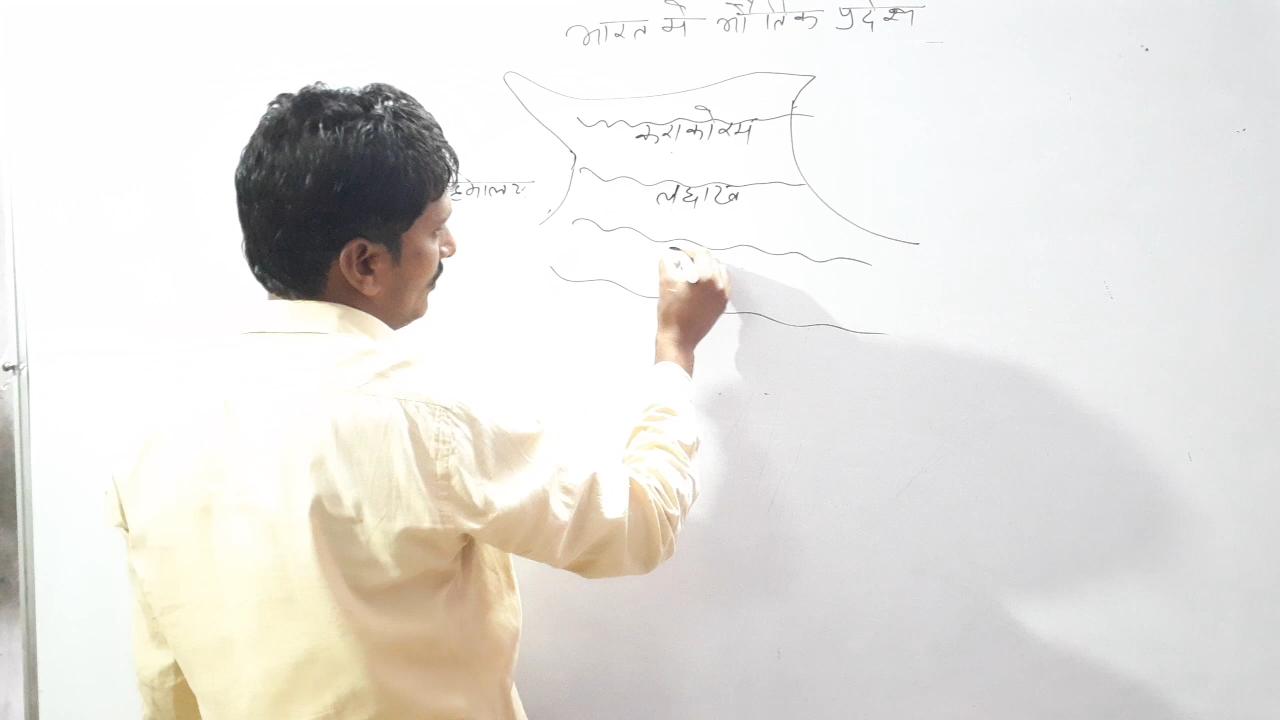 भारत मे भौतिक प्रदेश
काराकोरम
लद्दाख